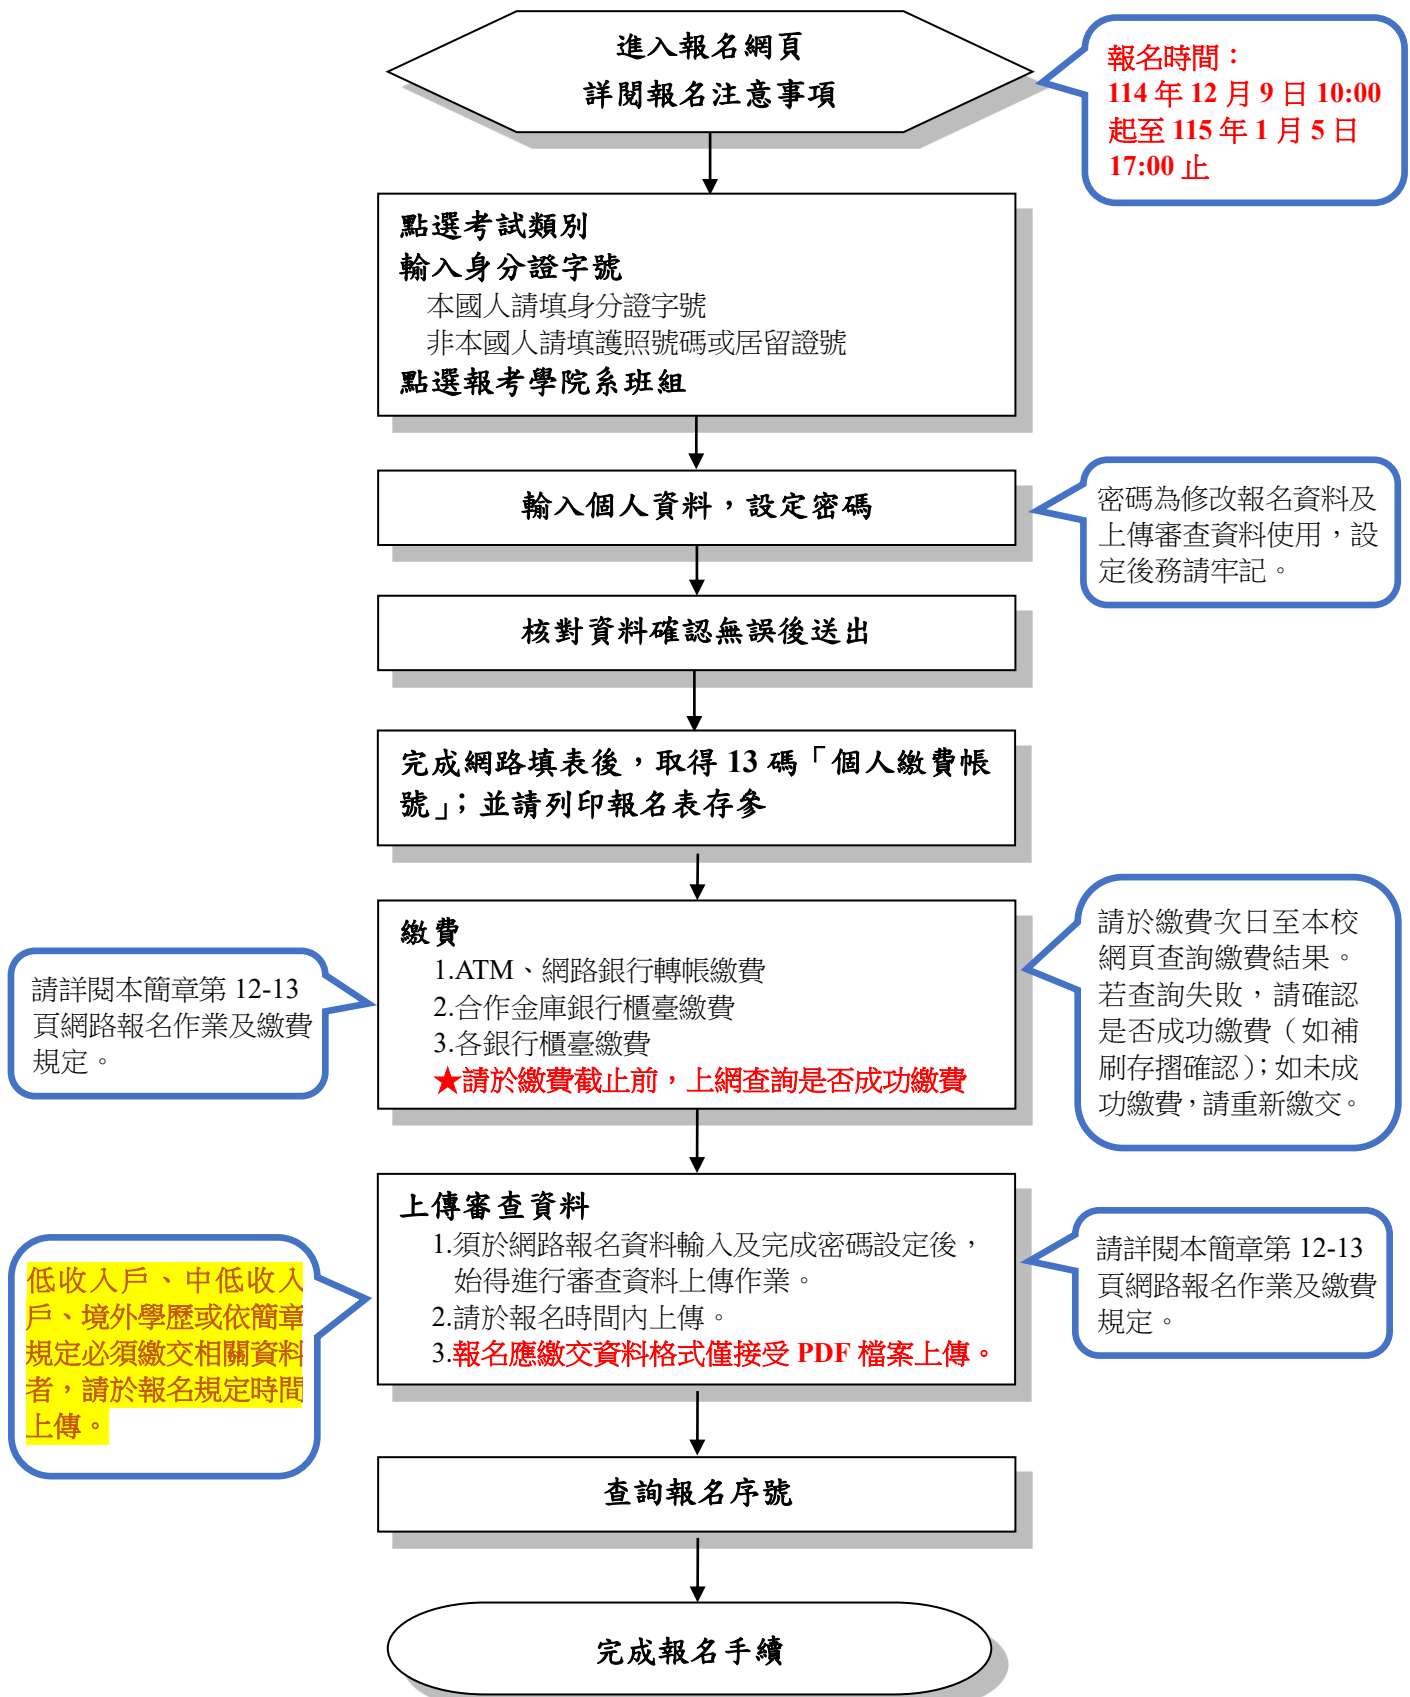 進入報名網頁
詳閱報名注意事項
報名時間：
114 年 12 月 9 日 10:00
起至 115 年 1 月 5 日
17:00 止
點選考試類別
輸入身分證字號
本國人請填身分證字號
非本國人請填護照號碼或居留證號
點選報考學院系班組
輸入個人資料，設定密碼
密碼為修改報名資料及
上傳審查資料使用，設
定後務請牢記。
核對資料確認無誤後送出
完成網路填表後，取得 13 碼「個人繳費帳
號」；並請列印報名表存參
繳費
1.ATM、網路銀行轉帳繳費
2.合作金庫銀行櫃臺繳費
3.各銀行櫃臺繳費
★請於繳費截止前，上網查詢是否成功繳費
請詳閱本簡章第 12-13
頁網路報名作業及繳費
規定。
請於繳費次日至本校
網頁查詢繳費結果。
若查詢失敗，請確認
是否成功繳費（如補
刷存摺確認）；如未成
功繳費，請重新繳交。
上傳審查資料
1.須於網路報名資料輸入及完成密碼設定後，
始得進行審查資料上傳作業。
2.請於報名時間內上傳。
3.報名應繳交資料格式僅接受 PDF 檔案上傳。
低收入戶、中低收入
戶、境外學歷或依簡章
規定必須繳交相關資料
者，請於報名規定時間
上傳。
請詳閱本簡章第 12-13
頁網路報名作業及繳費
規定。
查詢報名序號
完成報名手續